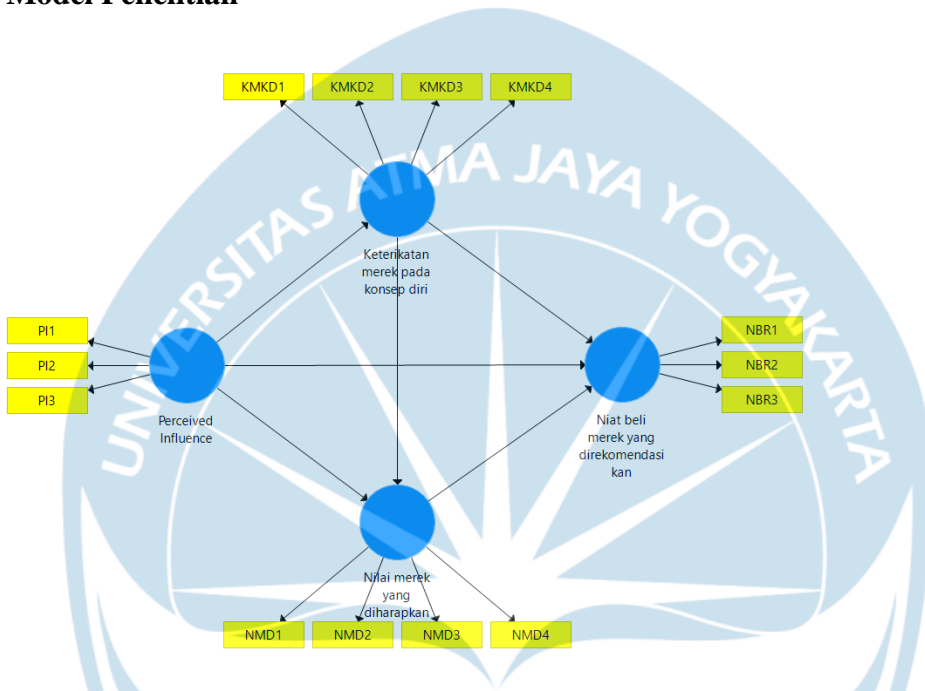 Model Penelitian
KMKD1 KMKD2 KMKD3 KMKD4
UNIVERSITAS ATMA JAYA YOGYAKARTA
Keterikatan
merek pada
konsep diri
PI1
PI2
PI3
Perceived
Influence
NBR1
NBR2
NBR3
Niat beli
merek yang
direkomendasi
kan
Nilai merek
yang
diharapkan
NMD1 NMD2 NMD3 NMD4